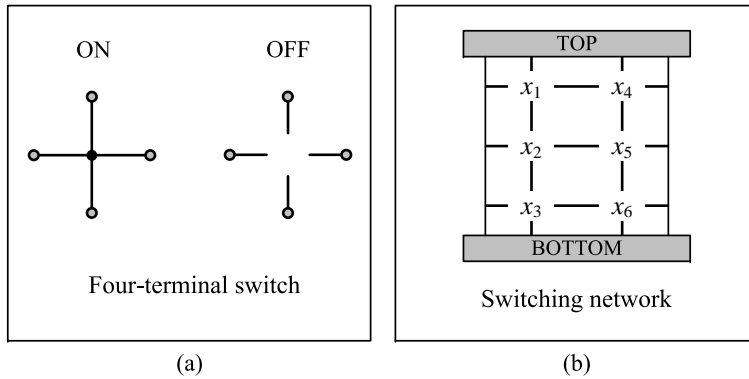 ON
OFF
Four-terminal switch
(a)
TOP
x₁ x₄
x₂ x₅
x₃ x₆
BOTTOM
Switching network
(b)